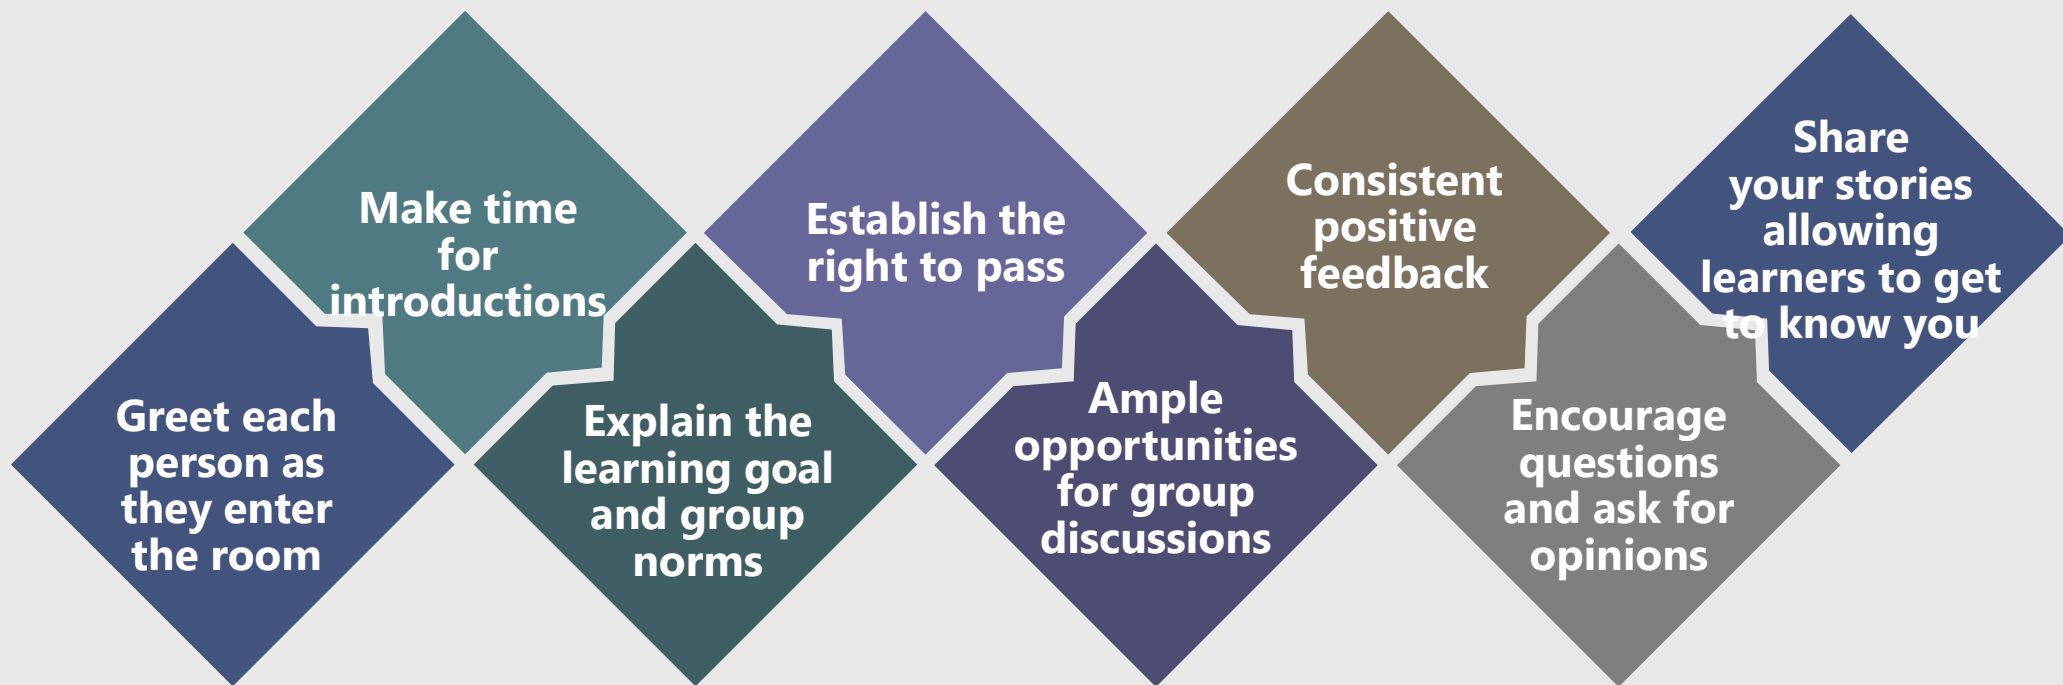 Greet each
person as
they enter
the room
Make time
for
introductions
Explain the
learning goal
and group
norms
Establish the
right to pass
Ample
opportunities
for group
discussions
Consistent
positive
feedback
Encourage
questions
and ask for
opinions
Share
your stories
allowing
learners to get
to know you